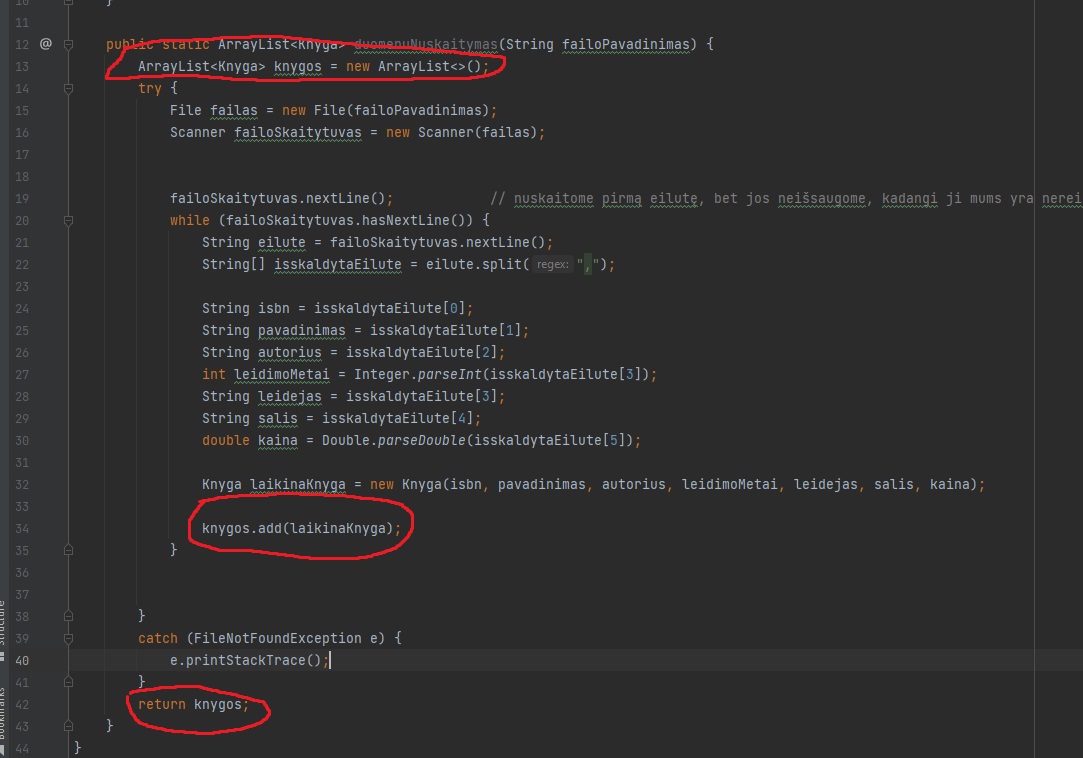 10 }
11
12 @ public static ArrayList<Knyga> duomenuNuskaitymas(String failoPavadinimas) {
13 ArrayList<Knyga> knygos = new ArrayList<>();
14 try {
15 File failas = new File(failoPavadinimas);
16 Scanner failoSkaitytuvas = new Scanner(failas);
17
18
19 failoSkaitytuvas.nextLine(); // nuskaitome pirmą eilutę, bet jos neišsaugome, kadangi ji mums yra nerei
20 while (failoSkaitytuvas.hasNextLine()) {
21 String eilute = failoSkaitytuvas.nextLine();
22 String[] isskaldytaEilute = eilute.split( regex: ",");
23
24 String isbn = isskaldytaEilute[0];
25 String pavadinimas = isskaldytaEilute[1];
26 String autorius = isskaldytaEilute[2];
27 int leidimoMetai = Integer.parseInt(isskaldytaEilute[3]);
28 String leidejas = isskaldytaEilute[3];
29 String salis = isskaldytaEilute[4];
30 double kaina = Double.parseDouble(isskaldytaEilute[5]);
31
32 Knyga laikinaKnyga = new Knyga(isbn, pavadinimas, autorius, leidimoMetai, leidejas, salis, kaina);
33
34 knygos.add(laikinaKnyga);
35 }
36
37
38 }
39 catch (FileNotFoundException e) {
40 e.printStackTrace();
41 }
42 return knygos;
43 }
44 }
Structure
Bookmarks